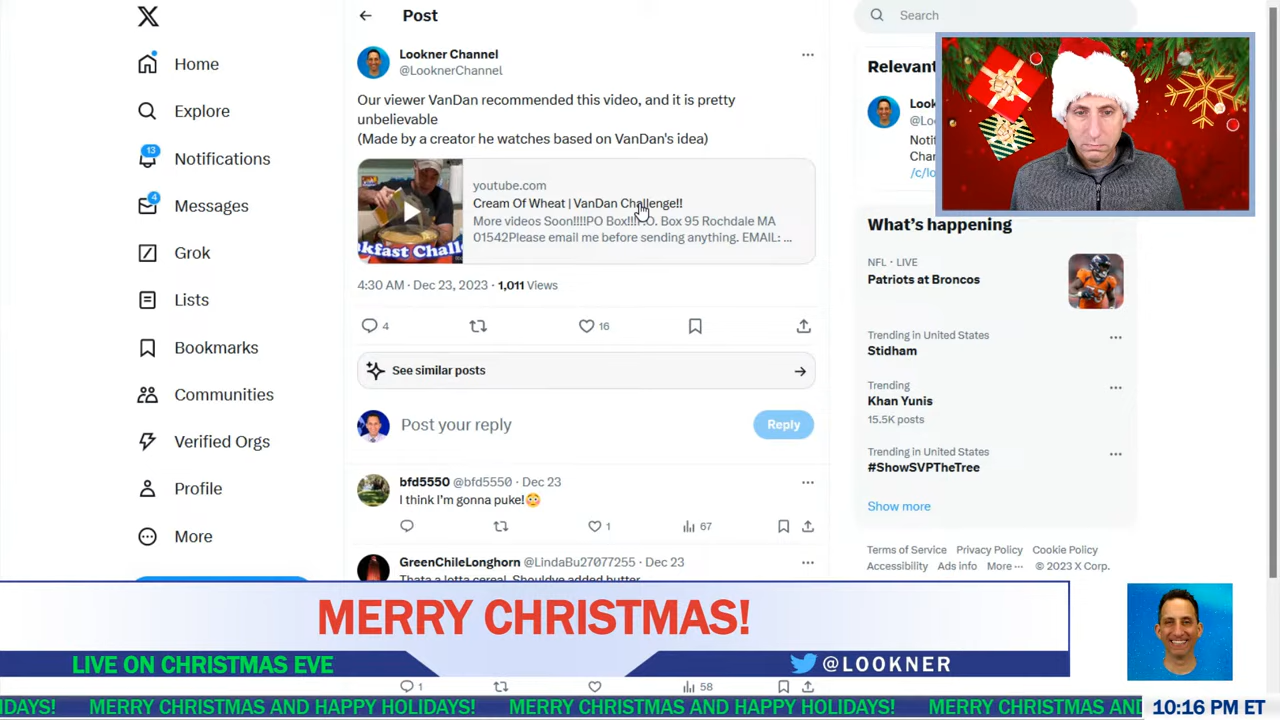 Post
Search
Home
Explore
13
Notifications
4
Messages
Grok
Lists
Bookmarks
Communities
Verified Orgs
Profile
More
Lookner Channel
@LooknerChannel
Our viewer VanDan recommended this video, and it is pretty
unbelievable
(Made by a creator he watches based on VanDan's idea)
youtube.com
Cream Of Wheat | VanDan Challenge!!
More videos Soon!!!!PO Box!!!P.O. Box 95 Rochdale MA
01542Please email me before sending anything. EMAIL: ...
4:30 AM · Dec 23, 2023 · 1,011 Views
4
16
See similar posts
Post your reply
Reply
bfd5550 @bfd5550 · Dec 23
I think I'm gonna puke!😳
1
67
GreenChileLonghorn @LindaBu27077255 · Dec 23
Thata a lotta cereal. Shouldve added butter
1
58
Relevant
Look
@Lo
Noti
Char
/c/lo
What's happening
NFL · LIVE
Patriots at Broncos
Trending in United States
Stidham
Trending
Khan Yunis
15.5K posts
Trending in United States
#ShowSVPTheTree
Show more
Terms of Service Privacy Policy Cookie Policy
Accessibility Ads info More ··· © 2023 X Corp.
MERRY CHRISTMAS!
LIVE ON CHRISTMAS EVE
@LOOKNER
IDAYS! MERRY CHRISTMAS AND HAPPY HOLIDAYS! MERRY CHRISTMAS AND HAPPY HOLIDAYS! MERRY CHRISTMAS AND
10:16 PM ET